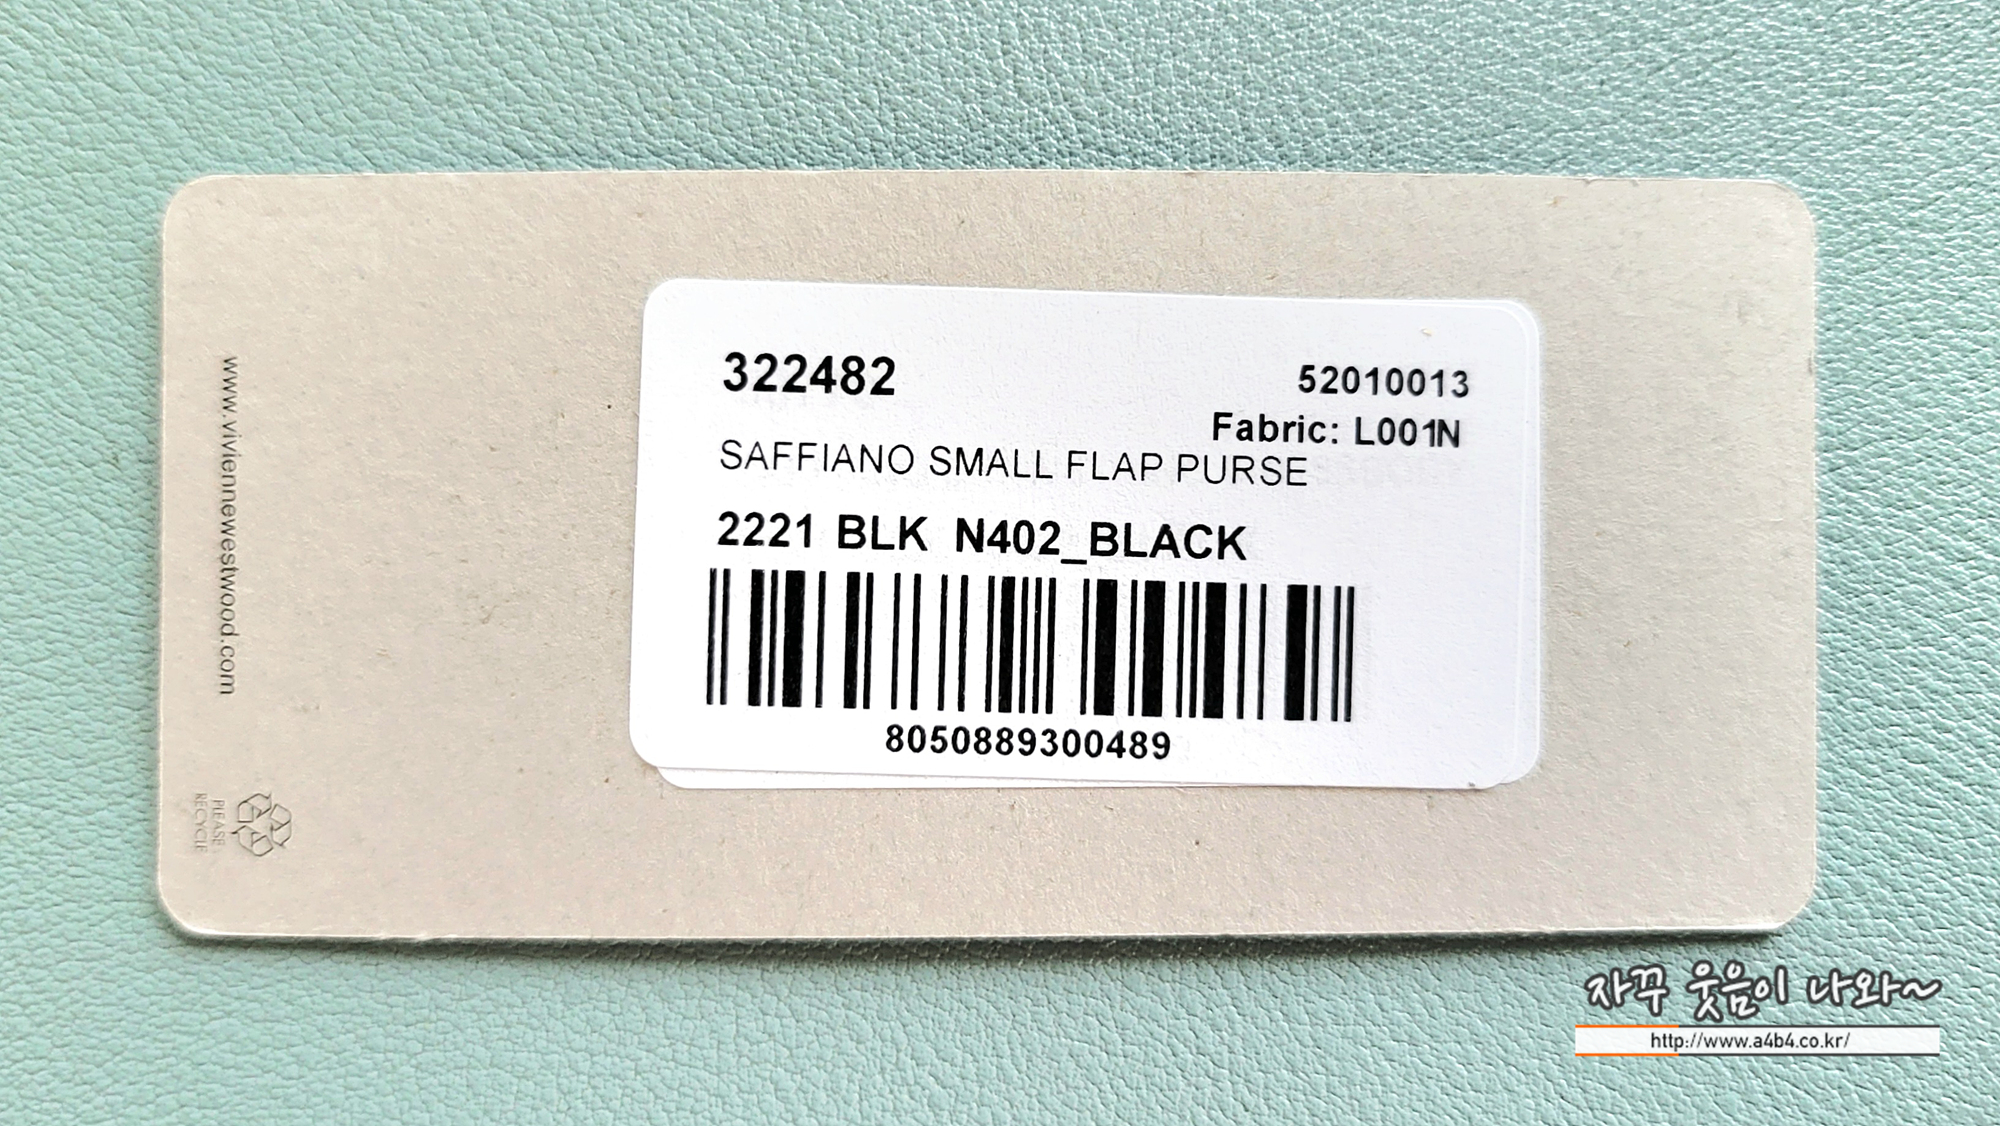 www.viviennewestwood.com
PLEASE
RECYCLE
322482
52010013
Fabric: L001N
SAFFIANO SMALL FLAP PURSE
2221 BLK N402_BLACK
8050889300489
자꾸 웃음이 나와~
http://www.a4b4.co.kr/